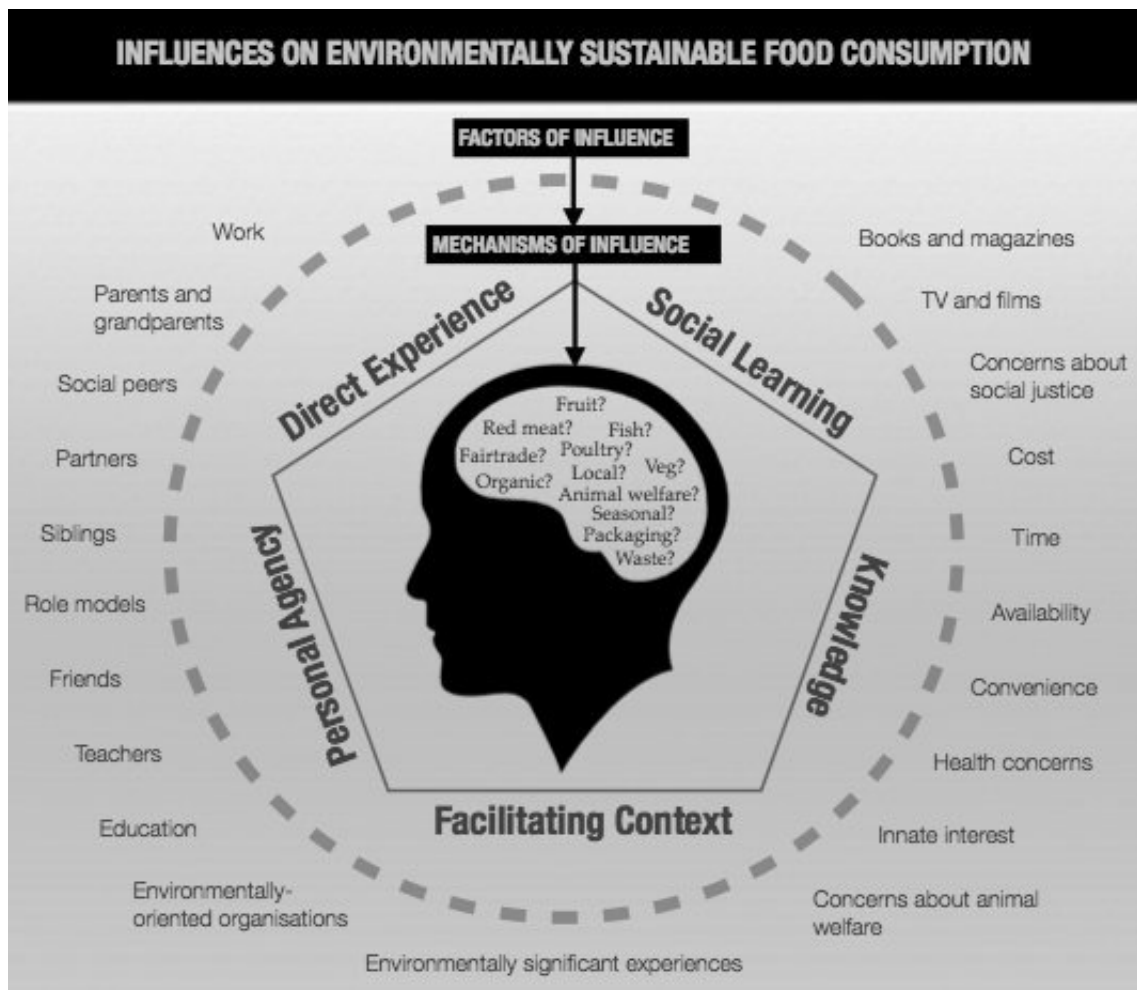 INFLUENCES ON ENVIRONMENTALLY SUSTAINABLE FOOD CONSUMPTION
FACTORS OF INFLUENCE
MECHANISMS OF INFLUENCE
Direct Experience
Social Learning
Personal Agency
Knowledge
Facilitating Context
Fruit?
Red meat?
Fish?
Fairtrade?
Poultry?
Veg?
Organic?
Local?
Animal welfare?
Seasonal?
Packaging?
Waste?
Work
Parents and
grandparents
Social peers
Partners
Siblings
Role models
Friends
Teachers
Education
Environmentally-
oriented organisations
Environmentally significant experiences
Books and magazines
TV and films
Concerns about
social justice
Cost
Time
Availability
Convenience
Health concerns
Innate interest
Concerns about animal
welfare